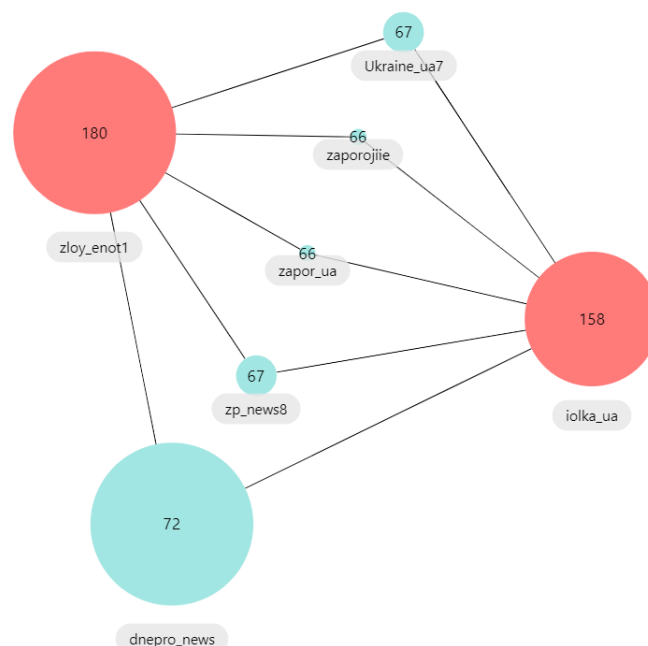 67
Ukraine_ua7
180
66
zaporojiie
zloy_enot1
66
zapor_ua
158
67
zp_news8
iolka_ua
72
dnepro_news